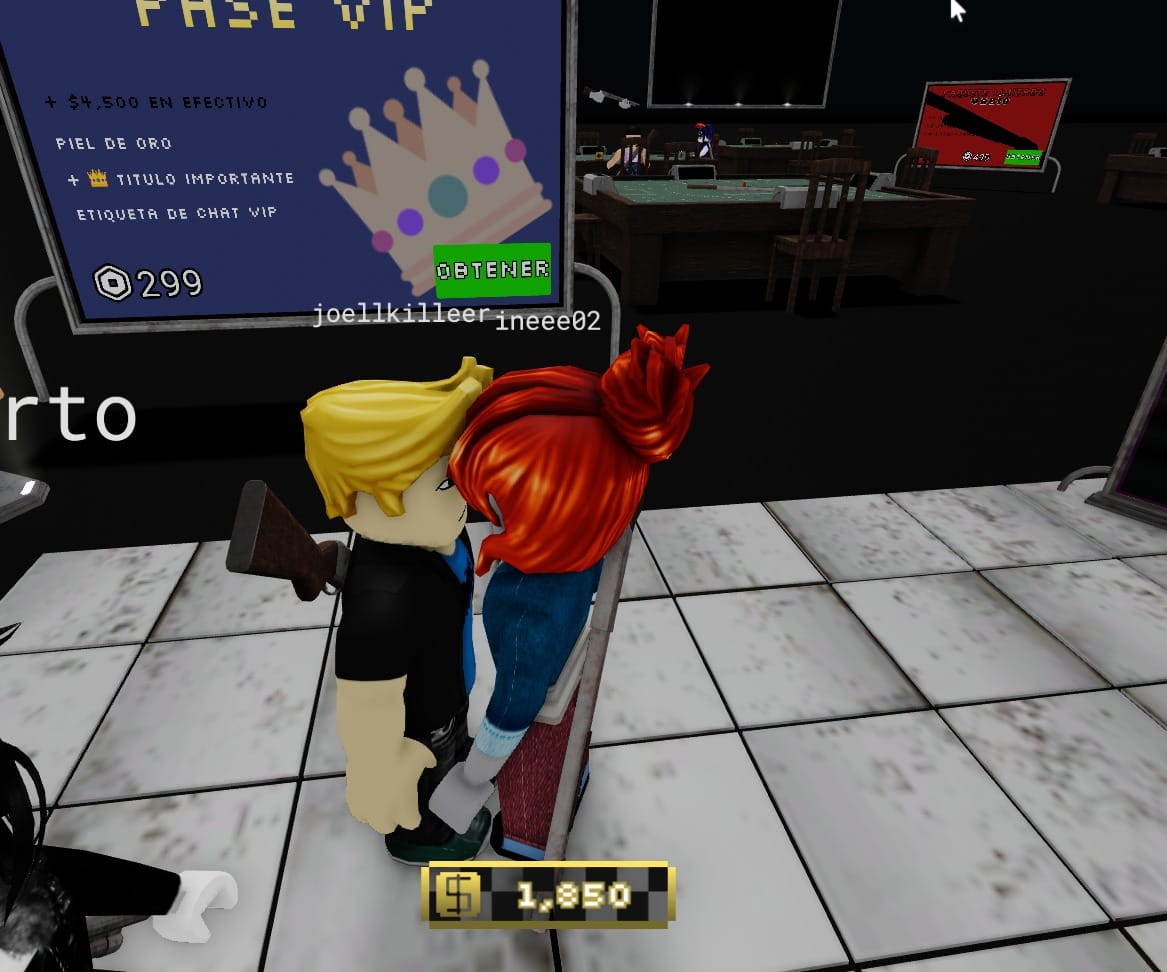 PASE VIP
+ $4,500 EN EFECTIVO
PIEL DE ORO
+ 👑 TITULO IMPORTANTE
ETIQUETA DE CHAT VIP
299
OBTENER
joellkilleer
ineee02
rto
OBTENER
$ 1,850